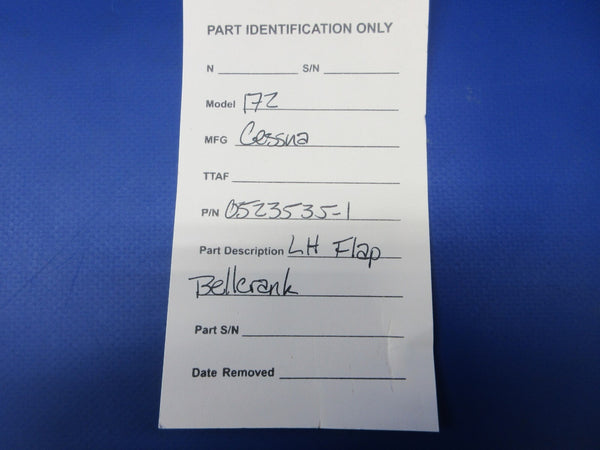 PART IDENTIFICATION ONLY
N S/N
Model 172
MFG Cessna
TTAF
P/N 0523535-1
Part Description LH Flap
Bellcrank
Part S/N
Date Removed